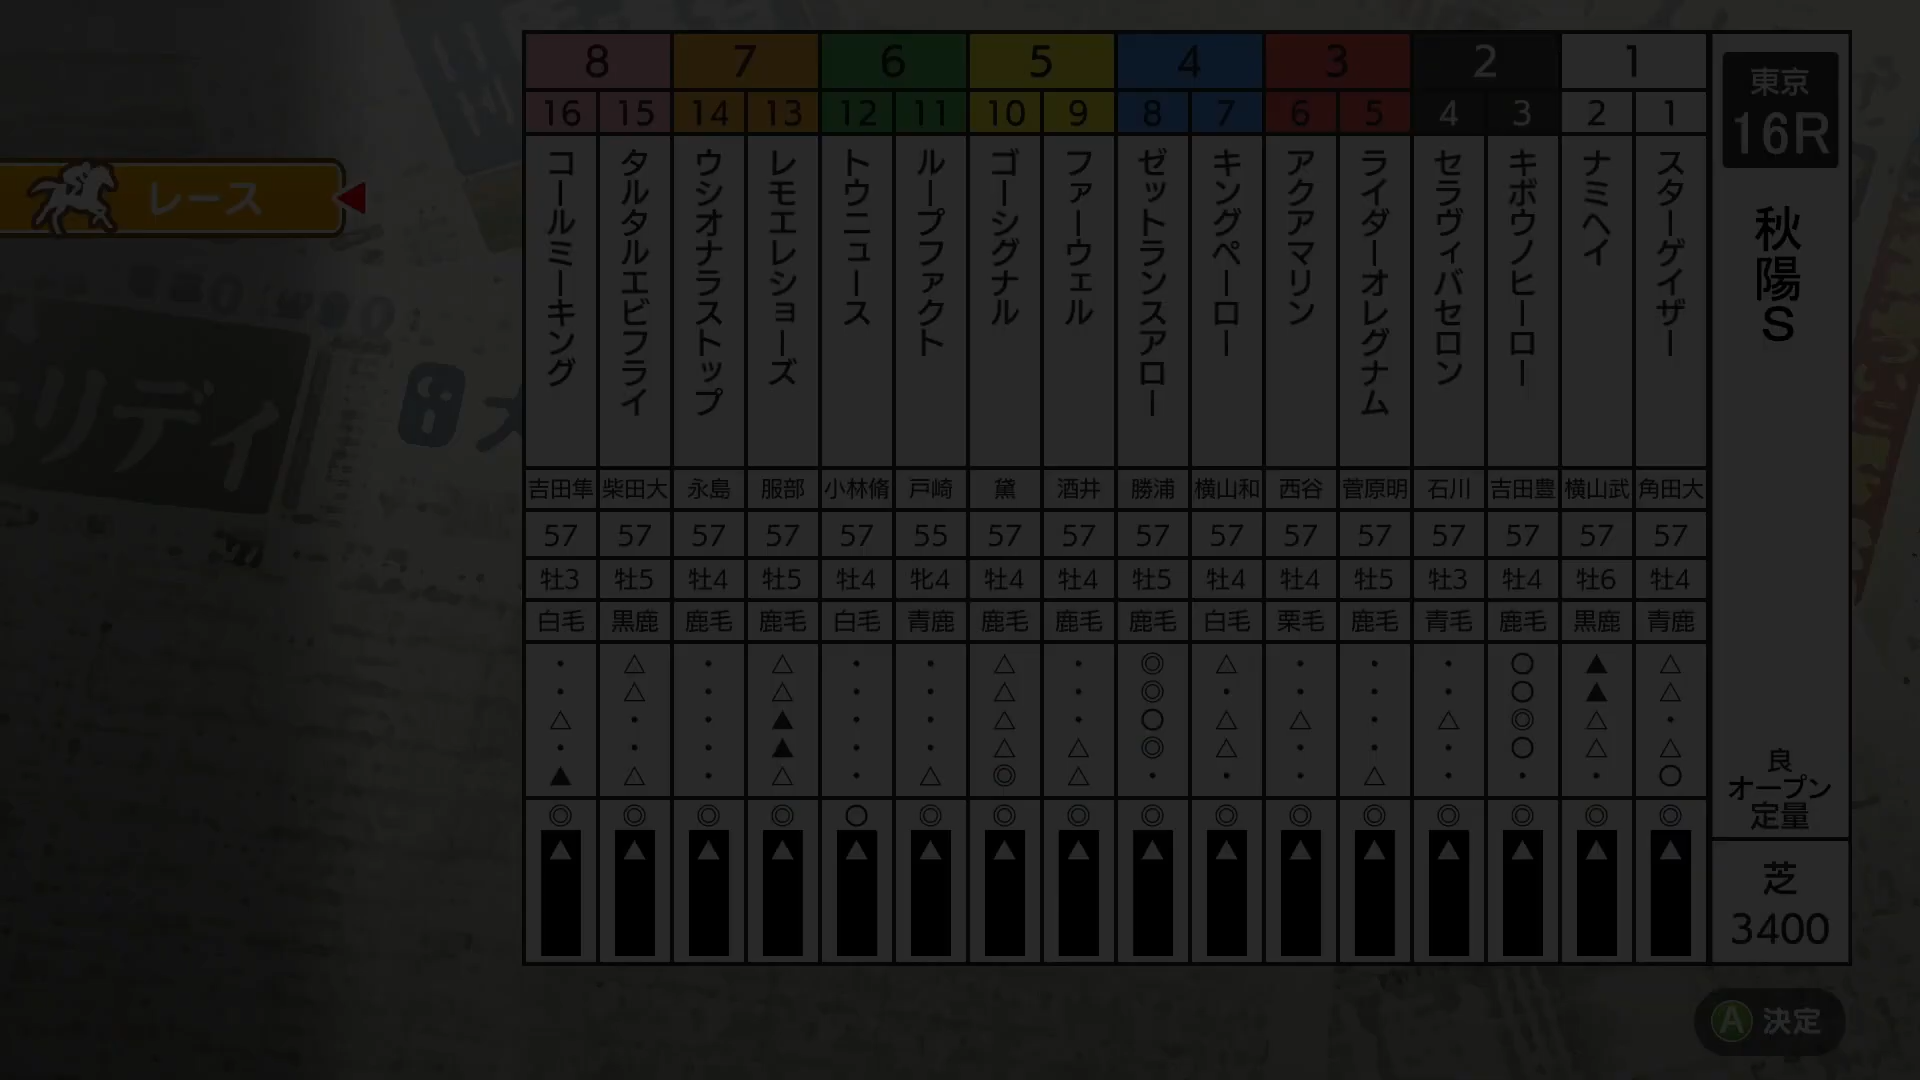 レース
東京
16R
秋陽S
良
オープン
定量
芝
3400
8 7 6 5 4 3 2 1
16 15 14 13 12 11 10 9 8 7 6 5 4 3 2 1
スターゲイザー
ナミヘイ
キボウノヒーロー
セラヴィバセロン
ライダーオレグナム
アクアマリン
キングペーロー
ゼットランスアロー
ファーウェル
ゴーシグナル
ループファクト
トウニュース
レモエレショーズ
ウシオナラストップ
タルタルエビフライ
コールミーキング
吉田隼 柴田大 永島 服部 小林脩 戸崎 黛 酒井 勝浦 横山和 西谷 菅原明 石川 吉田豊 横山武 角田大
57 57 57 57 57 55 57 57 57 57 57 57 57 57 57 57
牡3 牡5 牡4 牡5 牡4 牝4 牡4 牡4 牡5 牡4 牡4 牡5 牡3 牡4 牡6 牡4
白毛 黒鹿 鹿毛 鹿毛 白毛 青鹿 鹿毛 鹿毛 鹿毛 白毛 栗毛 鹿毛 青毛 鹿毛 黒鹿 青鹿
・ △ ・ △ ・ ・ △ ・ ◎ △ ・ ・ ・ ○ ▲ △
・ △ ・ △ ・ ・ △ ・ ◎ ・ ・ ・ ・ ○ ▲ △
△ ・ ・ ▲ ・ ・ △ ・ ○ △ △ ・ △ ◎ △ ・
・ ・ ・ ▲ ・ ・ △ △ ◎ △ ・ ・ ・ ○ △ △
▲ △ ・ △ ・ △ ◎ △ ・ ・ ・ △ ・ ・ ・ ○
◎ ◎ ◎ ◎ ○ ◎ ◎ ◎ ◎ ◎ ◎ ◎ ◎ ◎ ◎ ◎
▲ ▲ ▲ ▲ ▲ ▲ ▲ ▲ ▲ ▲ ▲ ▲ ▲ ▲ ▲ ▲
リディ
A 決定